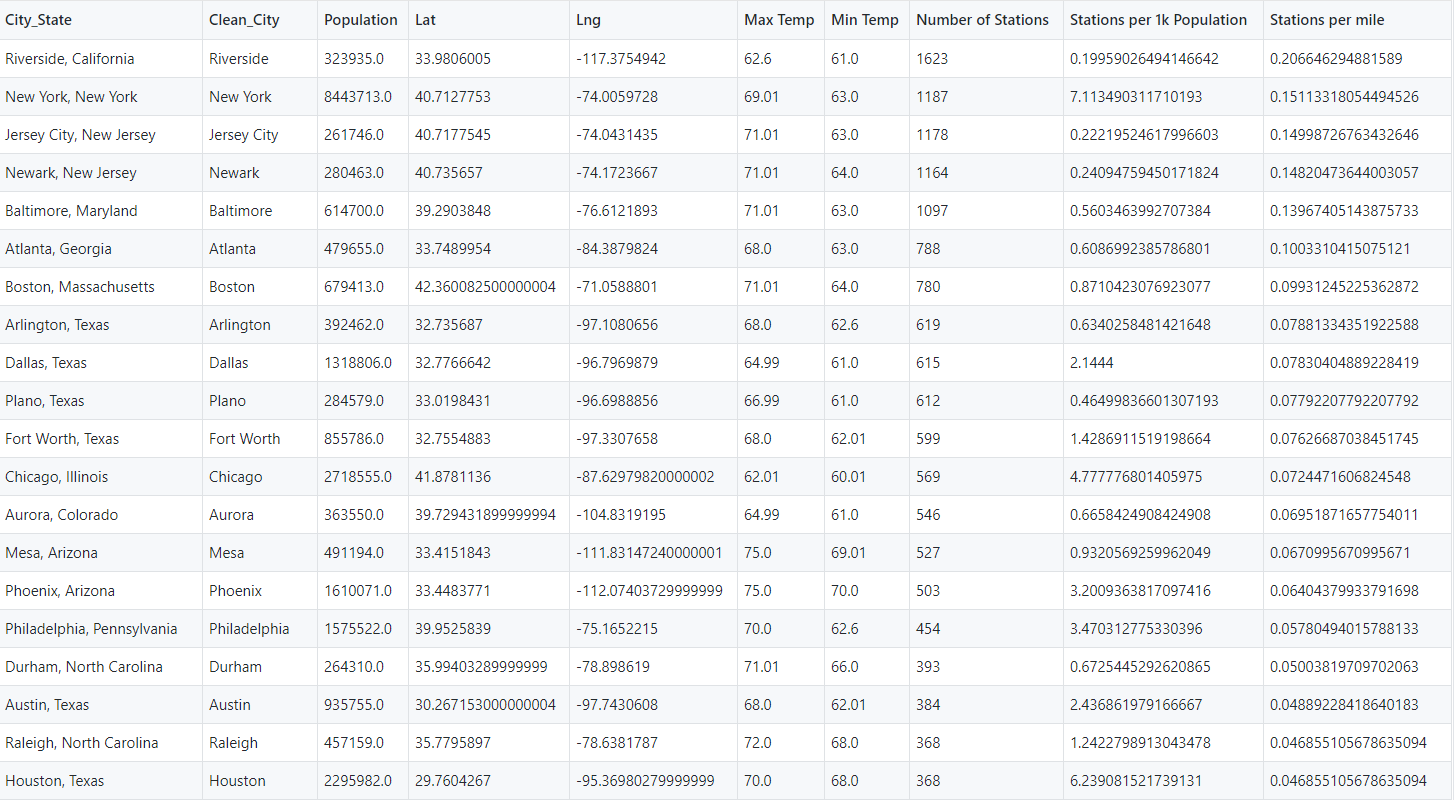 City_State Clean_City Population Lat Lng Max Temp Min Temp Number of Stations Stations per 1k Population Stations per mile
Riverside, California Riverside 323935.0 33.9806005 -117.3754942 62.6 61.0 1623 0.19959026494146642 0.206646294881589
New York, New York New York 8443713.0 40.7127753 -74.0059728 69.01 63.0 1187 7.113490311710193 0.15113318054494526
Jersey City, New Jersey Jersey City 261746.0 40.7177545 -74.0431435 71.01 63.0 1178 0.22219524617996603 0.14998726763432646
Newark, New Jersey Newark 280463.0 40.735657 -74.1723667 71.01 64.0 1164 0.24094759450171824 0.14820473644003057
Baltimore, Maryland Baltimore 614700.0 39.2903848 -76.6121893 71.01 63.0 1097 0.5603463992707384 0.13967405143875733
Atlanta, Georgia Atlanta 479655.0 33.7489954 -84.3879824 68.0 63.0 788 0.6086992385786801 0.1003310415075121
Boston, Massachusetts Boston 679413.0 42.360082500000004 -71.0588801 71.01 64.0 780 0.8710423076923077 0.09931245225362872
Arlington, Texas Arlington 392462.0 32.735687 -97.1080656 68.0 62.6 619 0.6340258481421648 0.07881334351922588
Dallas, Texas Dallas 1318806.0 32.7766642 -96.7969879 64.99 61.0 615 2.1444 0.07830404889228419
Plano, Texas Plano 284579.0 33.0198431 -96.6988856 66.99 61.0 612 0.46499836601307193 0.07792207792207792
Fort Worth, Texas Fort Worth 855786.0 32.7554883 -97.3307658 68.0 62.01 599 1.4286911519198664 0.07626687038451745
Chicago, Illinois Chicago 2718555.0 41.8781136 -87.62979820000002 62.01 60.01 569 4.777776801405975 0.0724471606824548
Aurora, Colorado Aurora 363550.0 39.729431899999994 -104.8319195 64.99 61.0 546 0.6658424908424908 0.06951871657754011
Mesa, Arizona Mesa 491194.0 33.4151843 -111.83147240000001 75.0 69.01 527 0.9320569259962049 0.0670995670995671
Phoenix, Arizona Phoenix 1610071.0 33.4483771 -112.07403729999999 75.0 70.0 503 3.2009363817097416 0.06404379933791698
Philadelphia, Pennsylvania Philadelphia 1575522.0 39.9525839 -75.1652215 70.0 62.6 454 3.470312775330396 0.05780494015788133
Durham, North Carolina Durham 264310.0 35.99403289999999 -78.898619 71.01 66.0 393 0.6725445292620865 0.05003819709702063
Austin, Texas Austin 935755.0 30.267153000000004 -97.7430608 68.0 62.01 384 2.436861979166667 0.04889228418640183
Raleigh, North Carolina Raleigh 457159.0 35.7795897 -78.6381787 72.0 68.0 368 1.2422798913043478 0.046855105678635094
Houston, Texas Houston 2295982.0 29.7604267 -95.36980279999999 70.0 68.0 368 6.239081521739131 0.046855105678635094